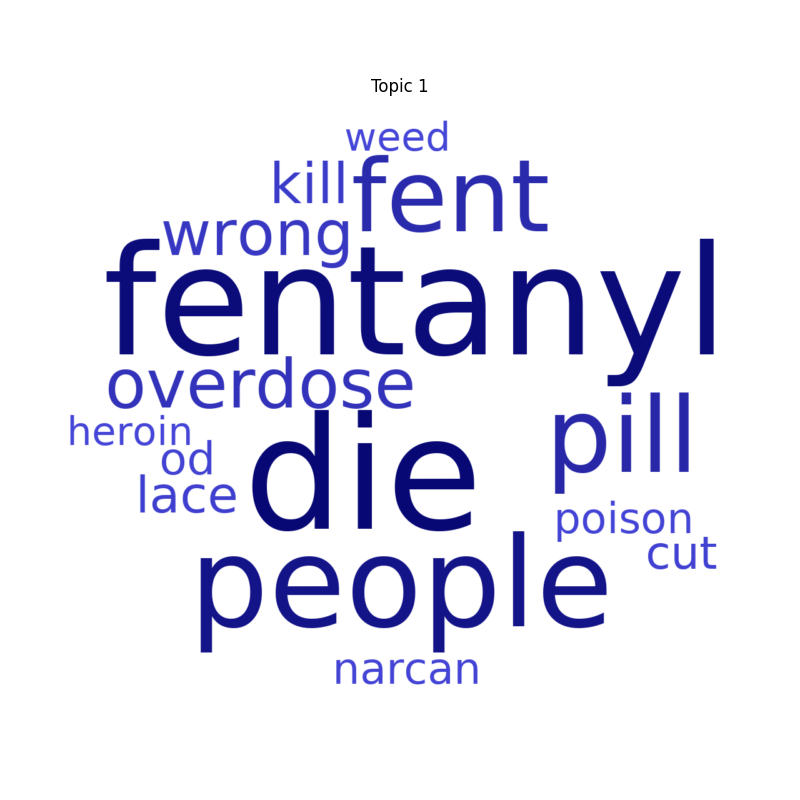 Topic 1
weed
kill
fent
wrong
fentanyl
overdose
pill
heroin
od
die
lace
poison
cut
people
narcan